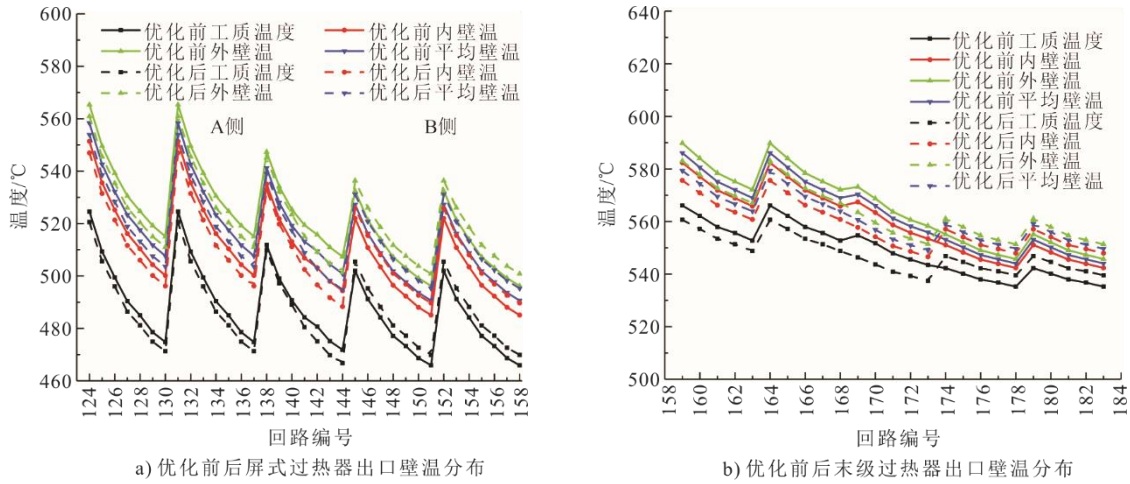 600
580
560
540
520
500
480
460
温度/℃
优化前工质温度
优化前内壁温
优化前外壁温
优化前平均壁温
优化后工质温度
优化后内壁温
优化后外壁温
优化后平均壁温
A侧
B侧
124
126
128
130
132
134
136
138
140
142
144
146
148
150
152
154
156
158
回路编号
a) 优化前后屏式过热器出口壁温分布
640
620
600
580
560
540
520
500
温度/℃
优化前工质温度
优化前内壁温
优化前外壁温
优化前平均壁温
优化后工质温度
优化后内壁温
优化后外壁温
优化后平均壁温
158
160
162
164
166
168
170
172
174
176
178
180
182
184
回路编号
b) 优化前后末级过热器出口壁温分布